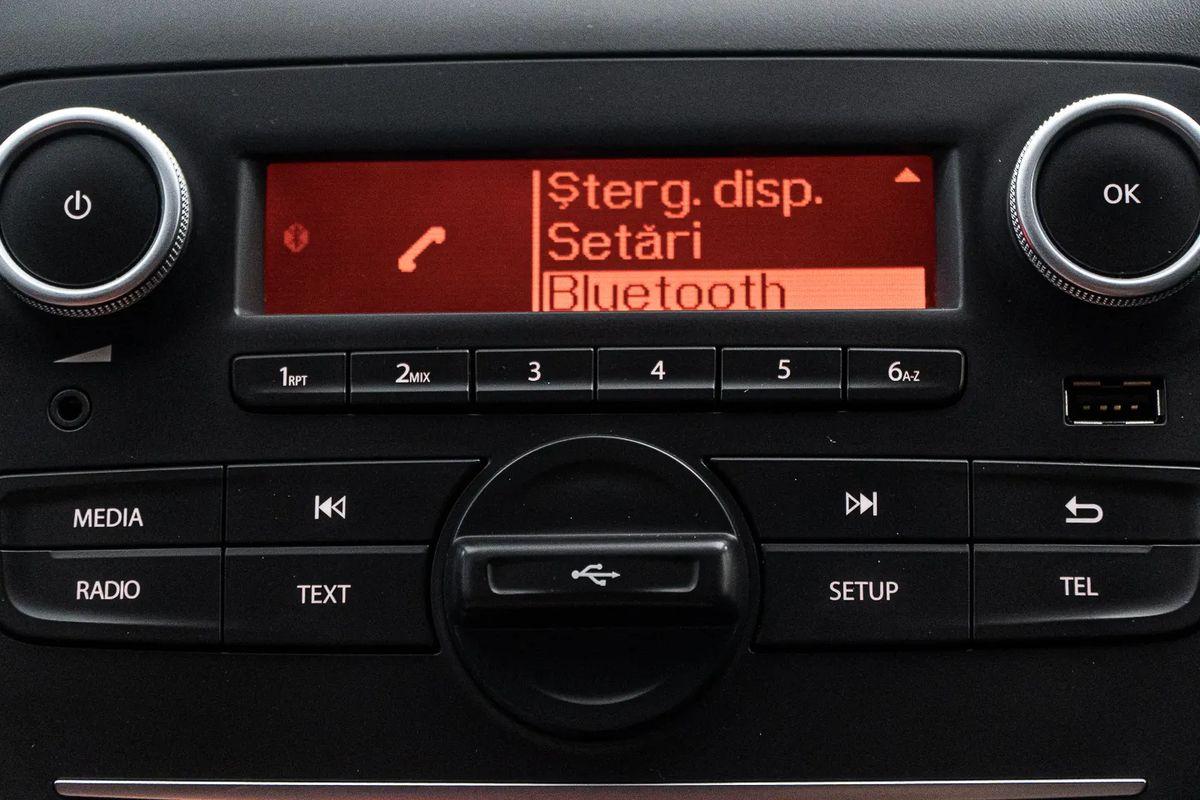 Șterg. disp.
Setări
Bluetooth
OK
1RPT
2MIX
3
4
5
6A-Z
MEDIA
RADIO
TEXT
SETUP
TEL